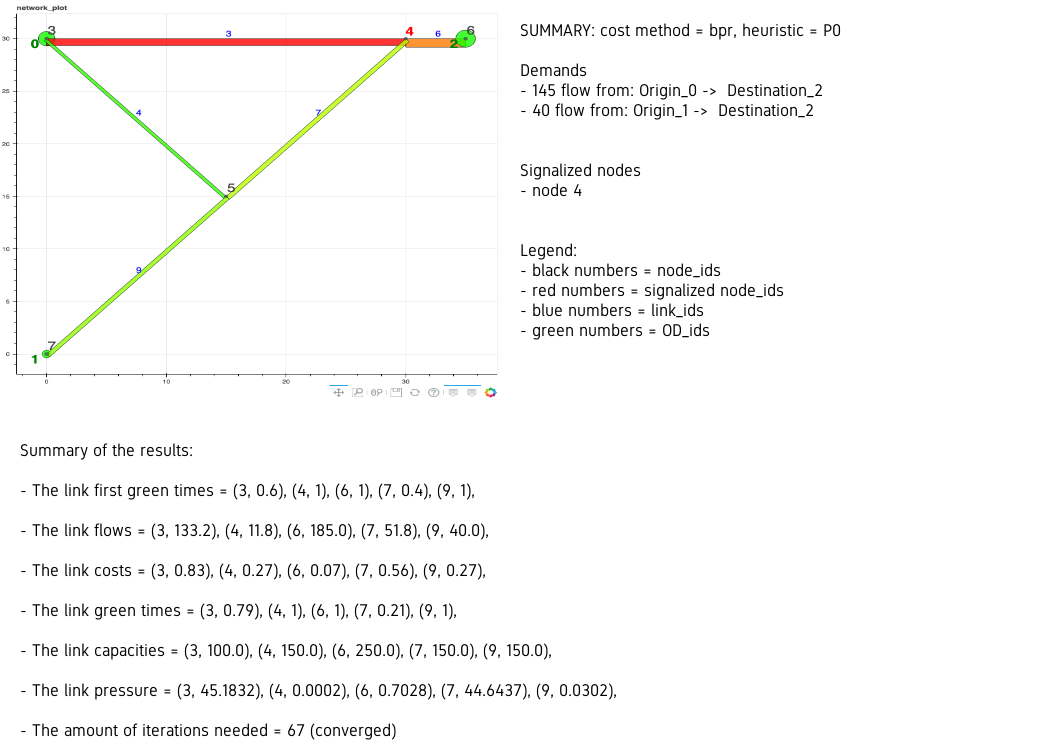 network_plot
SUMMARY: cost method = bpr, heuristic = P0
Demands
- 145 flow from: Origin_0 -> Destination_2
- 40 flow from: Origin_1 -> Destination_2
Signalized nodes
- node 4
Legend:
- black numbers = node_ids
- red numbers = signalized node_ids
- blue numbers = link_ids
- green numbers = OD_ids
30
25
20
15
10
5
0
0
10
20
30
3
0
3
4
6
6
2
4
7
5
9
7
1
Summary of the results:
- The link first green times = (3, 0.6), (4, 1), (6, 1), (7, 0.4), (9, 1),
- The link flows = (3, 133.2), (4, 11.8), (6, 185.0), (7, 51.8), (9, 40.0),
- The link costs = (3, 0.83), (4, 0.27), (6, 0.07), (7, 0.56), (9, 0.27),
- The link green times = (3, 0.79), (4, 1), (6, 1), (7, 0.21), (9, 1),
- The link capacities = (3, 100.0), (4, 150.0), (6, 250.0), (7, 150.0), (9, 150.0),
- The link pressure = (3, 45.1832), (4, 0.0002), (6, 0.7028), (7, 44.6437), (9, 0.0302),
- The amount of iterations needed = 67 (converged)